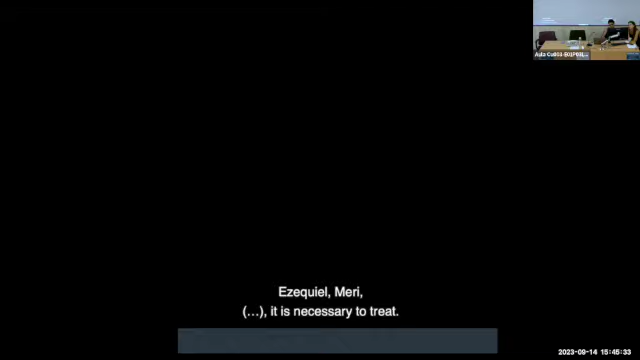 Ezequiel, Meri,
(...), it is necessary to treat.
2023-09-14 15:45:33